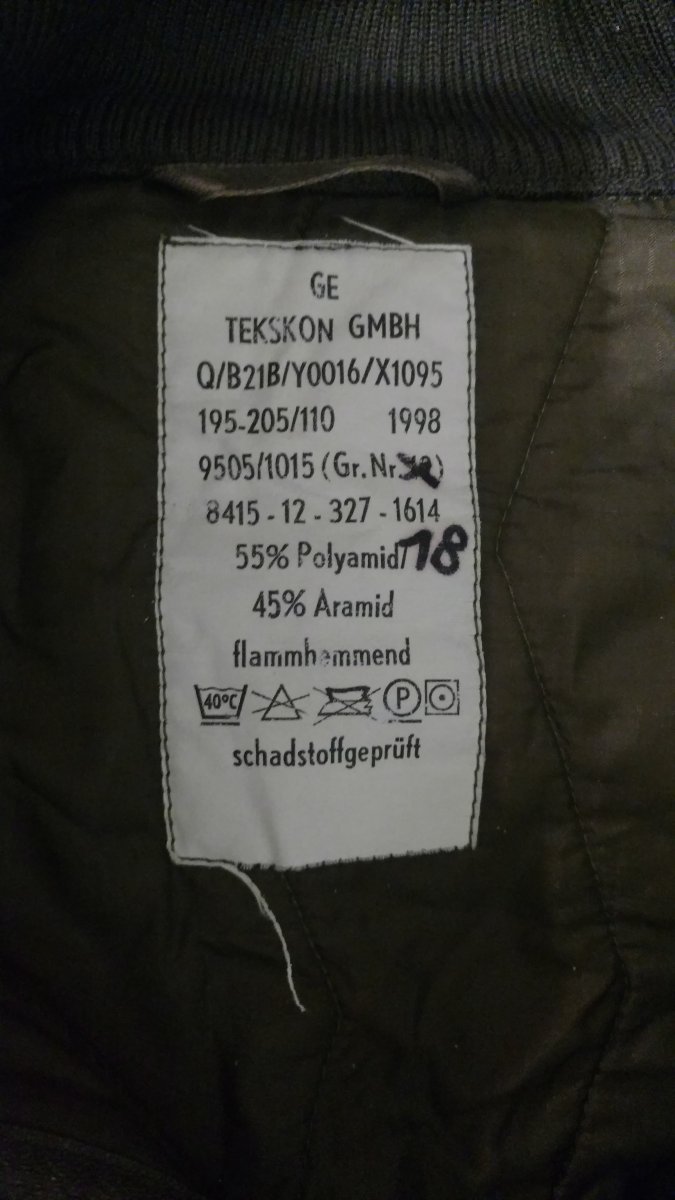 GE
TEKSKON GMBH
Q/B21B/Y0016/X1095
195-205/110 1998
9505/1015 (Gr.Nr. )
8415 - 12 - 327 - 1614
55% Polyamid/ 18
45% Aramid
flammhemmend
40°C P
schadstoffgeprüft